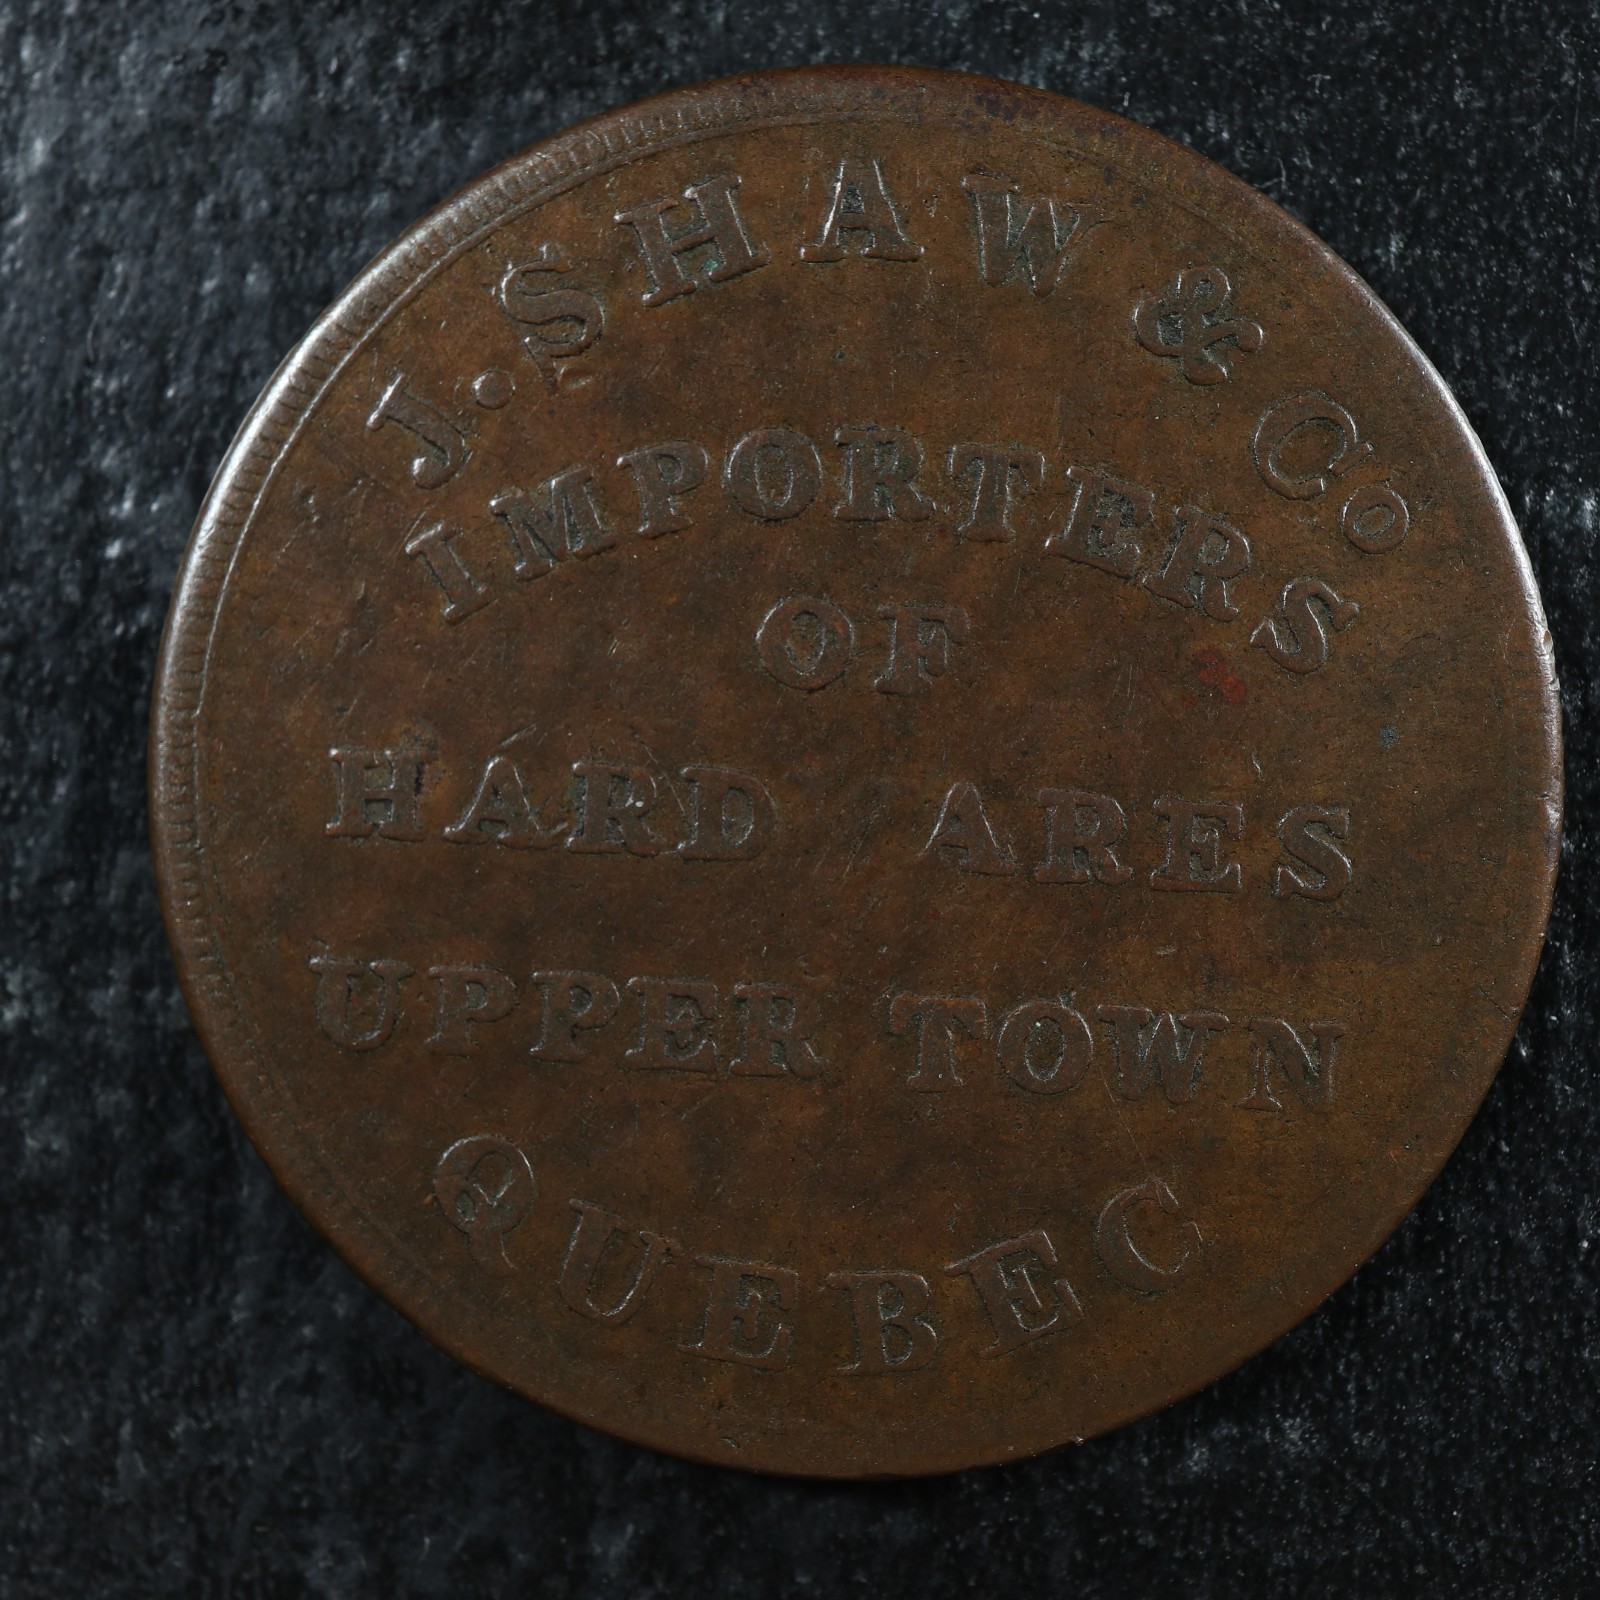 J. SHAW & Co
IMPORTERS
OF
HARD ARES
UPPER TOWN
QUEBEC